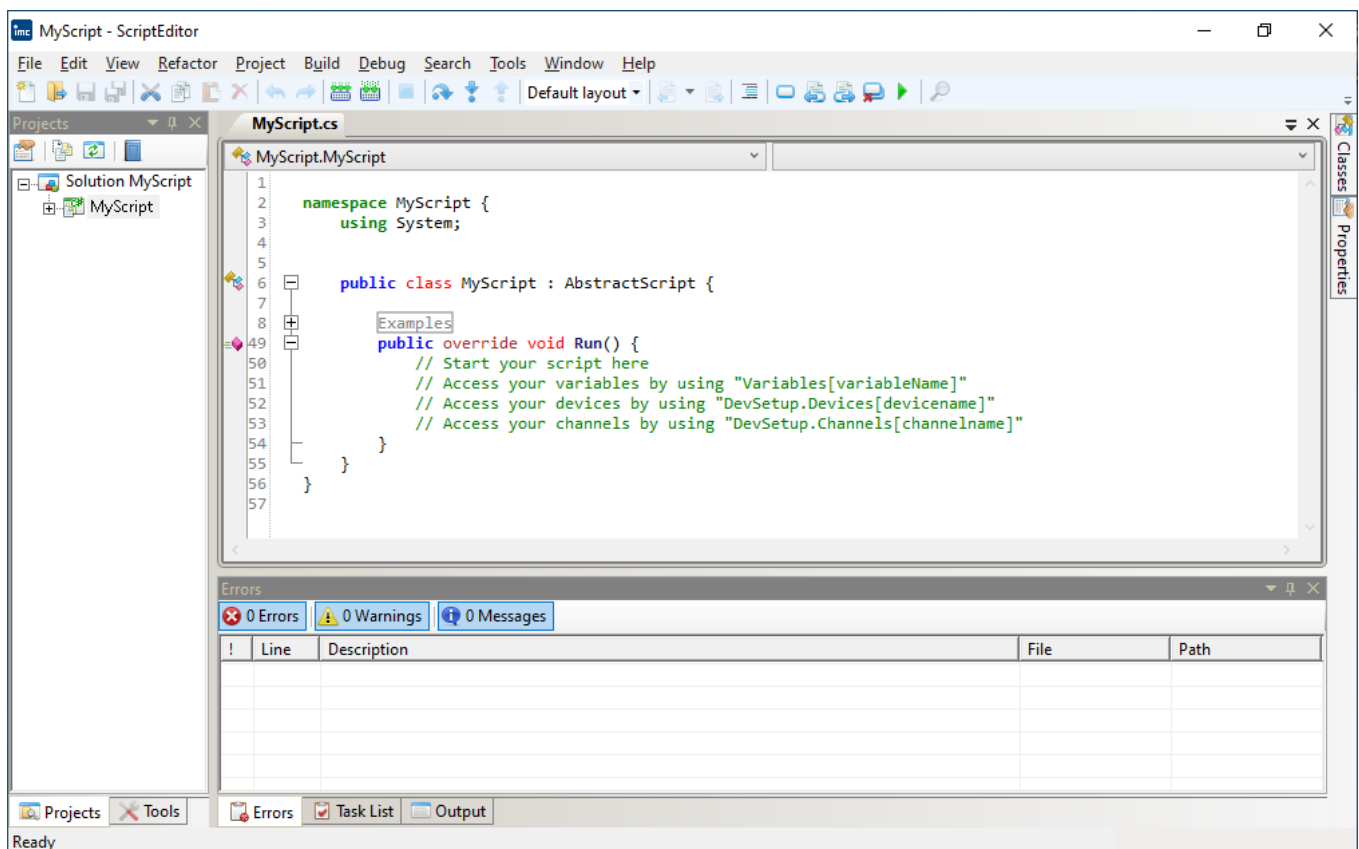 imc MyScript - ScriptEditor
File Edit View Refactor Project Build Debug Search Tools Window Help
Default layout
Projects
MyScript.cs
MyScript.MyScript
Solution MyScript
MyScript
1
2 namespace MyScript {
3 using System;
4
5
6 public class MyScript : AbstractScript {
7
8 Examples
49 public override void Run() {
50 // Start your script here
51 // Access your variables by using "Variables[variableName]"
52 // Access your devices by using "DevSetup.Devices[devicename]"
53 // Access your channels by using "DevSetup.Channels[channelname]"
54 }
55 }
56 }
57
Classes
Properties
Errors
0 Errors 0 Warnings 0 Messages
! Line Description File Path
Projects Tools
Errors Task List Output
Ready